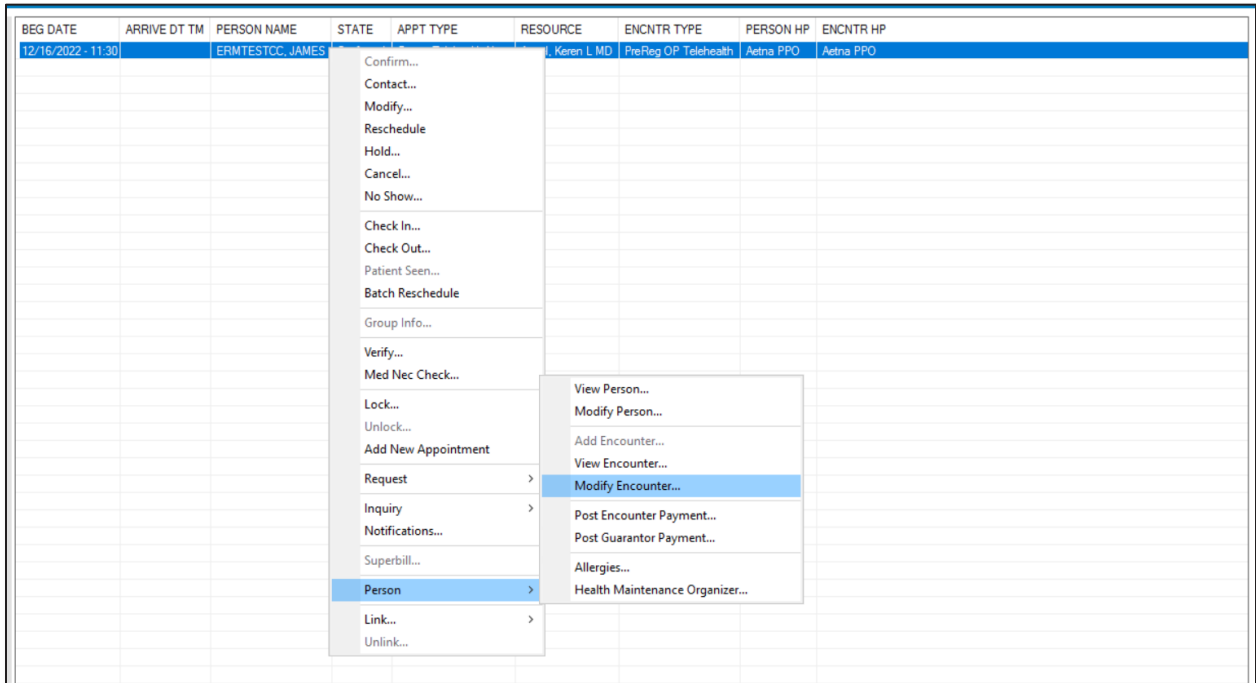 BEG DATE ARRIVE DT TM PERSON NAME STATE APPT TYPE RESOURCE ENCNTR TYPE PERSON HP ENCNTR HP
12/16/2022 - 11:30 ERMTESTCC, JAMES Keren L MD PreReg OP Telehealth Aetna PPO Aetna PPO
Confirm...
Contact...
Modify...
Reschedule
Hold...
Cancel...
No Show...
Check In...
Check Out...
Patient Seen...
Batch Reschedule
Group Info...
Verify...
Med Nec Check...
Lock...
Unlock...
Add New Appointment
Request >
Inquiry >
Notifications...
Superbill...
Person >
Link... >
Unlink...
View Person...
Modify Person...
Add Encounter...
View Encounter...
Modify Encounter...
Post Encounter Payment...
Post Guarantor Payment...
Allergies...
Health Maintenance Organizer...